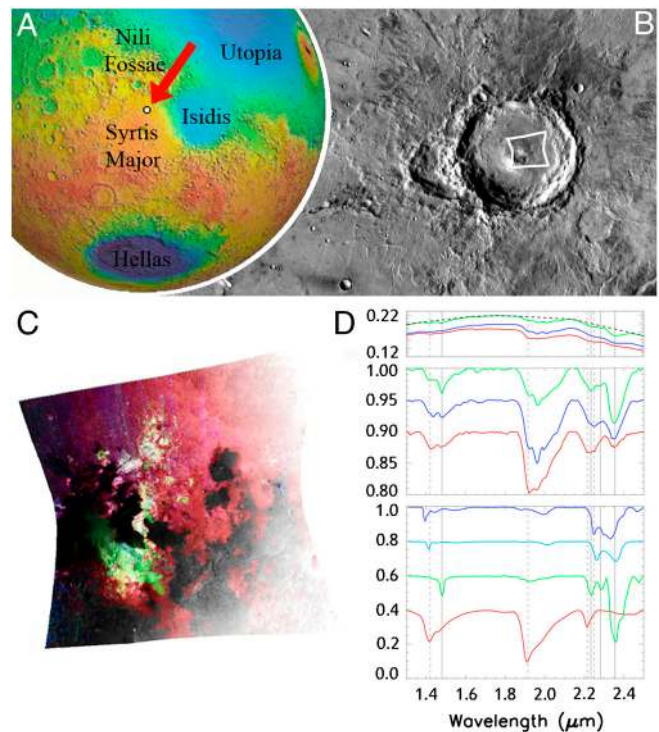 A
B
Nili
Fossae
Utopia
Isidis
Syrtis
Major
Hellas
C
D
0.22
0.12
1.00
0.95
0.90
0.85
0.80
1.0
0.8
0.6
0.4
0.2
0.0
1.4 1.6 1.8 2.0 2.2 2.4
Wavelength (μm)